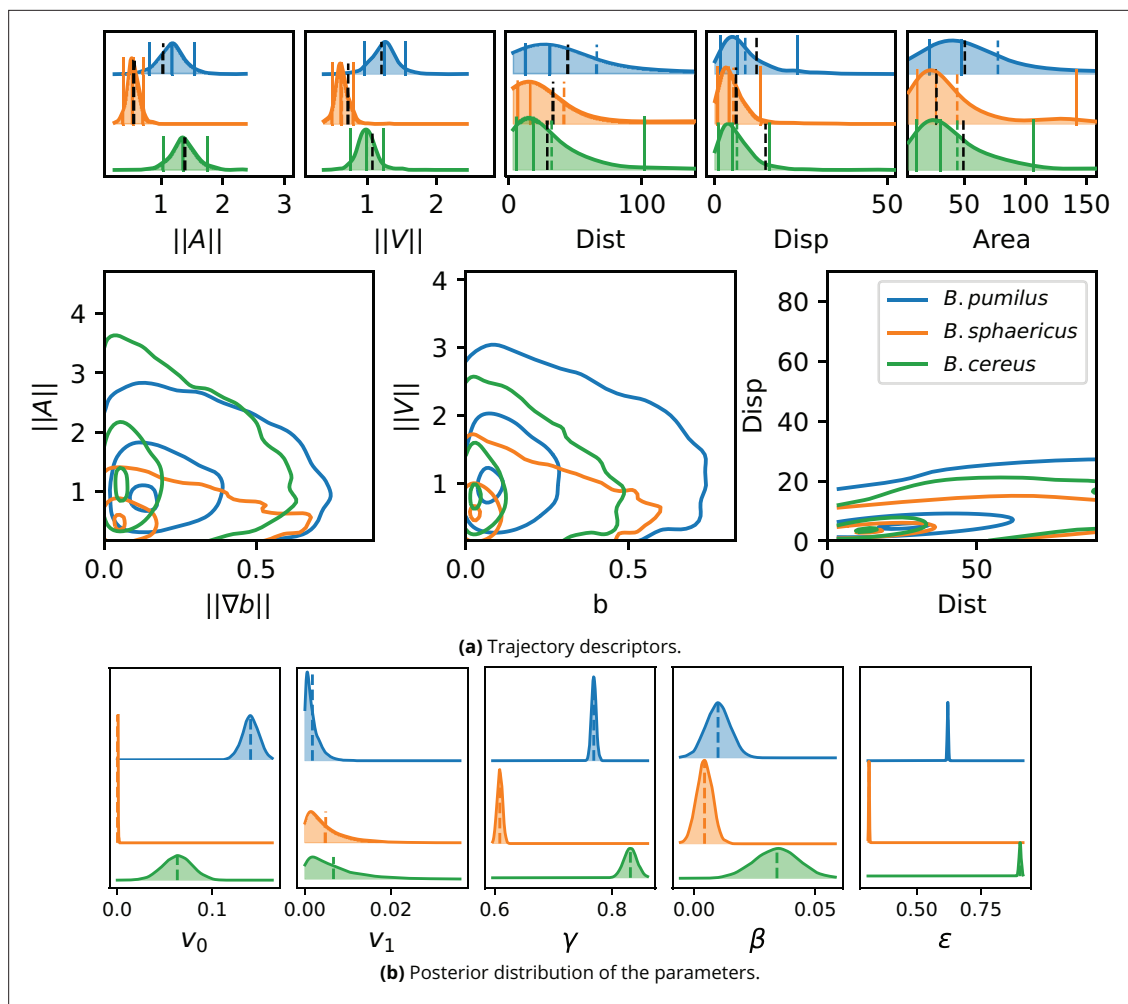 1 3
1 2
0 100
0 50
0 50 100 150
||A||
||V||
Dist
Disp
Area
4
3
2
1
0.0 0.5
||A||
||∇b||
4
3
2
1
0.0 0.5
||V||
b
80
60
40
20
0
0 50
Disp
Dist
B. pumilus
B. sphaericus
B. cereus
(a) Trajectory descriptors.
0.0 0.1
0.00 0.02
0.6 0.8
0.00 0.05
0.50 0.75
v_0
v_1
γ
β
ε
(b) Posterior distribution of the parameters.